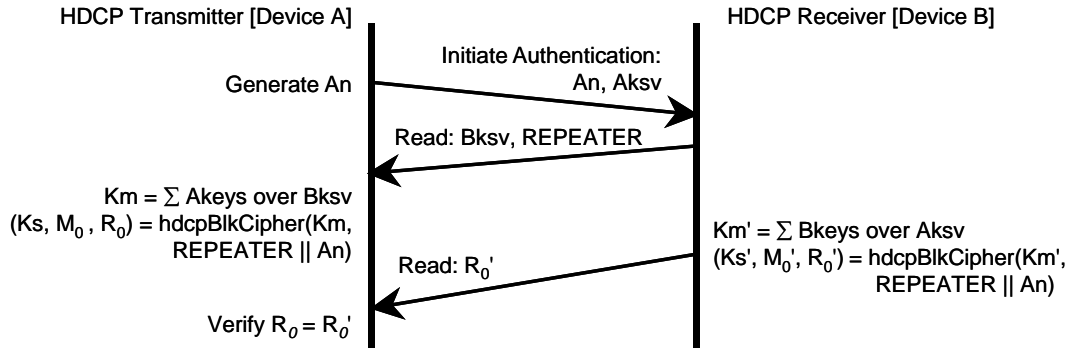 HDCP Transmitter [Device A]
HDCP Receiver [Device B]
Initiate Authentication:
An, Aksv
Generate An
Read: Bksv, REPEATER
Km = ∑ Akeys over Bksv
(Ks, M₀ , R₀) = hdcpBlkCipher(Km,
REPEATER || An)
Km' = ∑ Bkeys over Aksv
(Ks', M₀', R₀') = hdcpBlkCipher(Km',
REPEATER || An)
Read: R₀'
Verify R₀ = R₀'